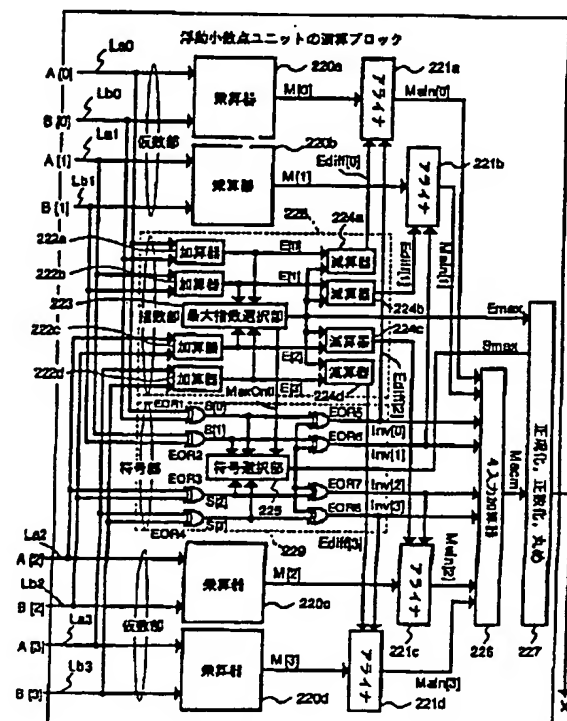 浮動小数点ユニットの演算ブロック
La0
A[0]
220a
乗算器
M[0]
221a
アライナ
Maln[0]
Lb0
B[0]
La1
仮数部
220b
A[1]
乗算器
M[1]
Ediff[0]
221b
アライナ
Lb1
B[1]
Maln[1]
228
222a
加算器
E[0]
224a
減算器
Ediff[1]
222b
加算器
E[1]
減算器
224b
223
指数部
最大指数選択部
Emax
222c
加算器
E[2]
減算器
224c
Smax
222d
加算器
E[3]
減算器
224d
Ediff[2]
MaxOn0
EOR1
S[0]
EOR5
Inv[0]
S[1]
EOR6
Inv[1]
EOR2
符号部
符号選択部
EOR3
225
EOR7
Inv[2]
S[2]
EOR8
Inv[3]
S[3]
EOR4
229
Ediff[3]
4入力加算器
Macm
正規化, 正規化, 丸め
La2
A[2]
乗算器
M[2]
アライナ
Maln[2]
Lb2
B[2]
220c
221c
226
227
La3
A[3]
仮数部
乗算器
M[3]
アライナ
Maln[3]
Lb3
B[3]
220d
221d